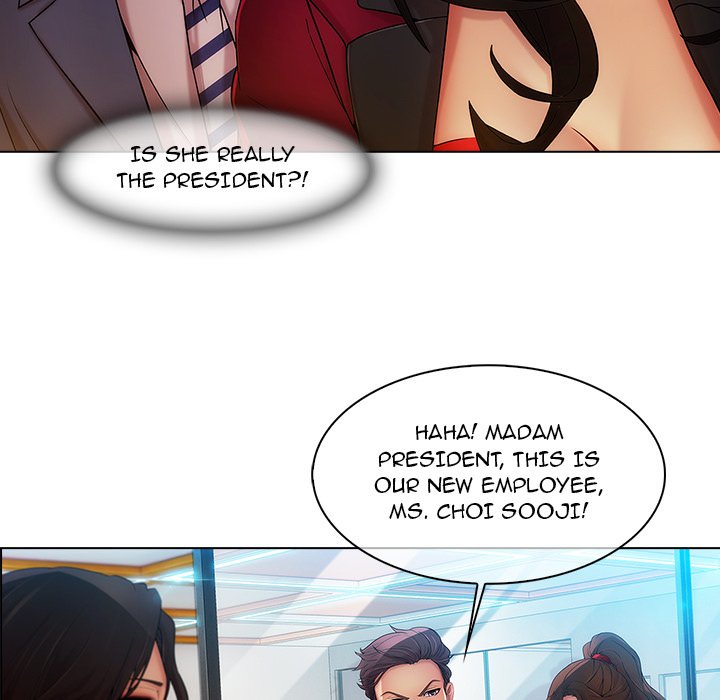 IS SHE REALLY
THE PRESIDENT?!
HAHA! MADAM
PRESIDENT, THIS IS
OUR NEW EMPLOYEE,
MS. CHOI SOOJI!